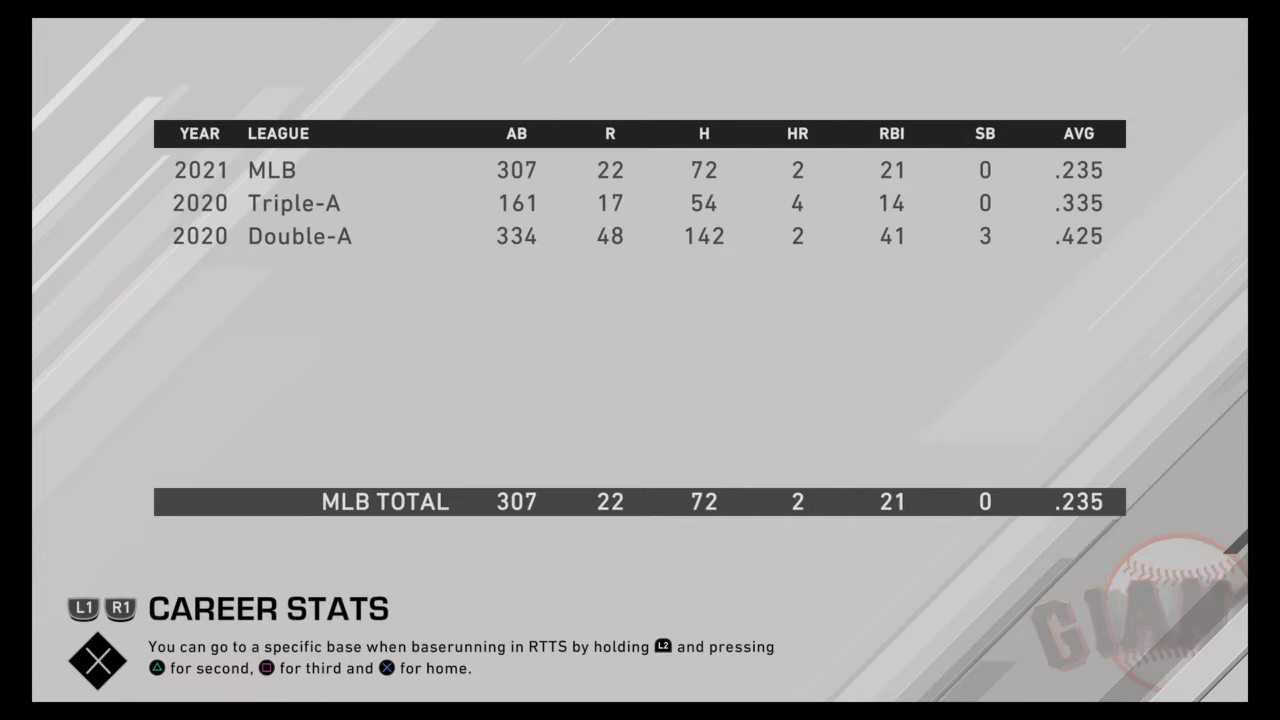 YEAR LEAGUE AB R H HR RBI SB AVG
2021 MLB 307 22 72 2 21 0 .235
2020 Triple-A 161 17 54 4 14 0 .335
2020 Double-A 334 48 142 2 41 3 .425
MLB TOTAL 307 22 72 2 21 0 .235
L1 R1 CAREER STATS
You can go to a specific base when baserunning in RTTS by holding L2 and pressing
for second, for third and for home.
GIAN